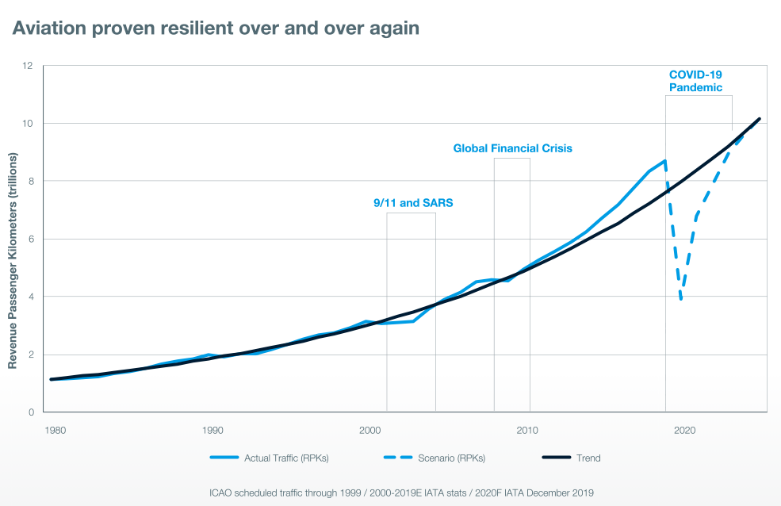 Aviation proven resilient over and over again
12
10
8
6
4
2
0
Revenue Passenger Kilometers (trillions)
COVID-19
Pandemic
Global Financial Crisis
9/11 and SARS
1980
1990
2000
2010
2020
Actual Traffic (RPKs)
Scenario (RPKs)
Trend
ICAO scheduled traffic through 1999 / 2000-2019E IATA stats / 2020F IATA December 2019